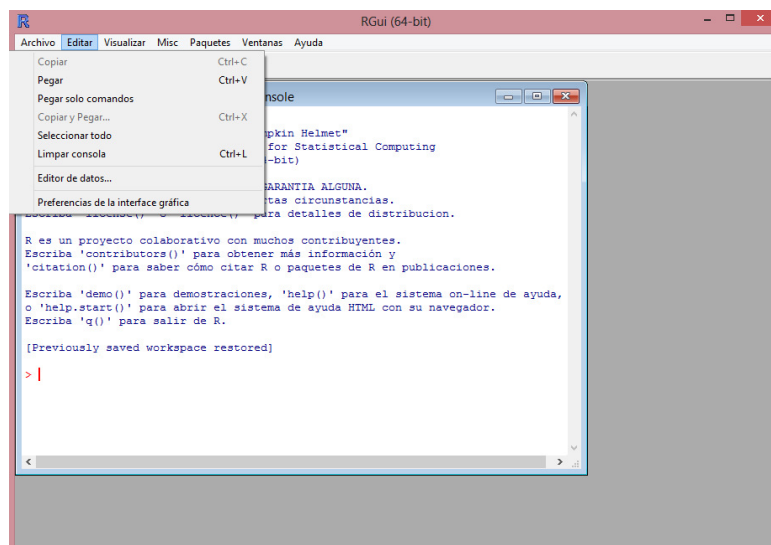 RGui (64-bit)
Archivo Editar Visualizar Misc Paquetes Ventanas Ayuda
Copiar Ctrl+C
Pegar Ctrl+V
Pegar solo comandos
Copiar y Pegar... Ctrl+X
Seleccionar todo
Limpar consola Ctrl+L
Editor de datos...
Preferencias de la interface gráfica
Helmet"
for Statistical Computing
-bit)
GARANTIA ALGUNA.
circunstancias.
para detalles de distribucion.
R es un proyecto colaborativo con muchos contribuyentes.
Escriba 'contributors()' para obtener más información y
'citation()' para saber cómo citar R o paquetes de R en publicaciones.
Escriba 'demo()' para demostraciones, 'help()' para el sistema on-line de ayuda,
o 'help.start()' para abrir el sistema de ayuda HTML con su navegador.
Escriba 'q()' para salir de R.
[Previously saved workspace restored]
>